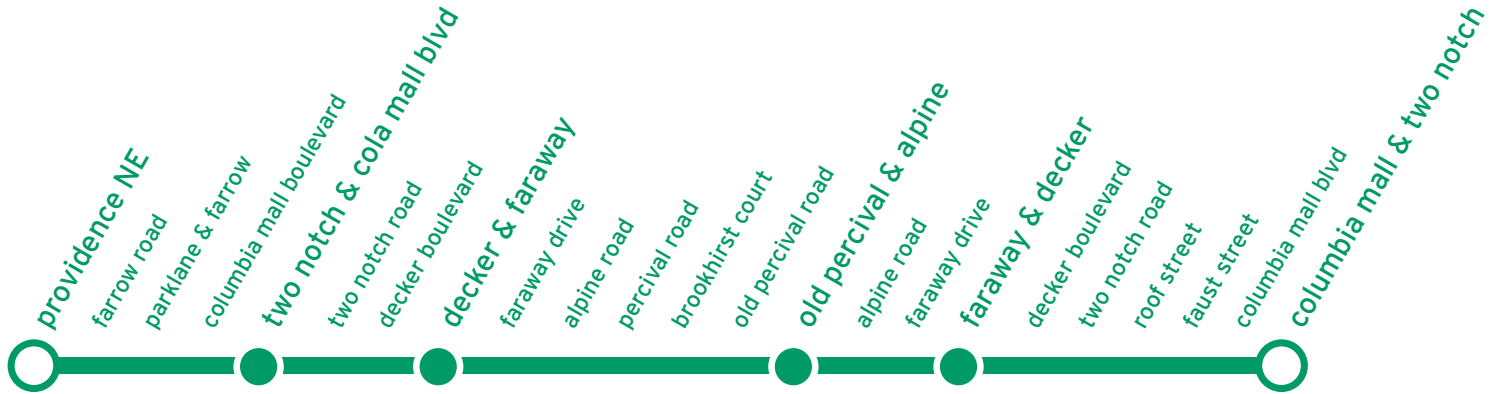 providence NE
farrow road
parklane & farrow
columbia mall boulevard
two notch & cola mall blvd
two notch road
decker boulevard
decker & faraway
faraway drive
alpine road
percival road
brookhirst court
old percival road
old percival & alpine
alpine road
faraway drive
faraway & decker
decker boulevard
two notch road
roof street
faust street
columbia mall blvd
columbia mall & two notch